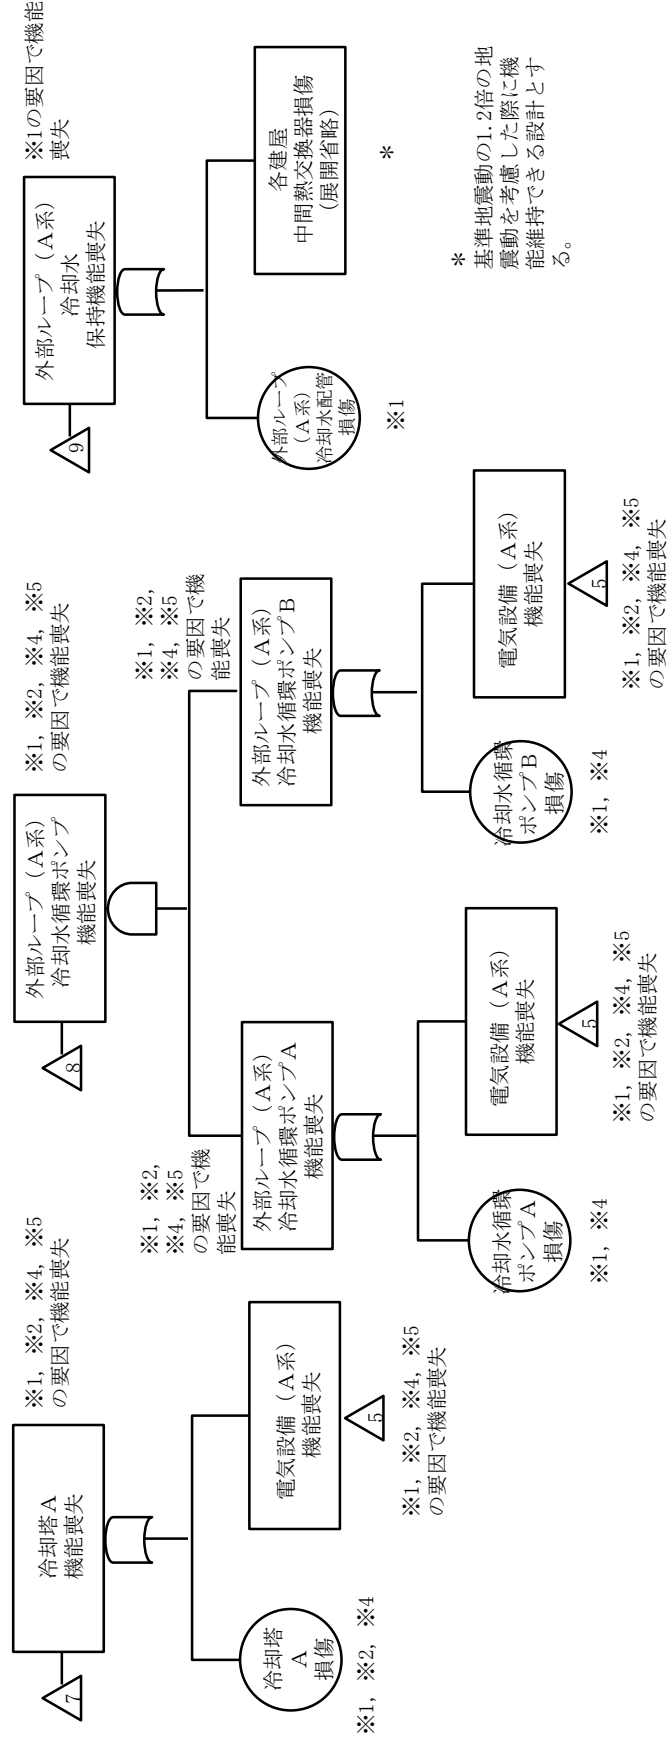 7
冷却塔A
機能喪失
※1, ※2, ※4, ※5
の要因で機能喪失
冷却塔
A
損傷
※1, ※2, ※4
電気設備（A系）
機能喪失
5
※1, ※2, ※4, ※5
の要因で機能喪失
8
外部ループ（A系）
冷却水循環ポンプ
機能喪失
※1, ※2, ※4, ※5
の要因で機能喪失
※1, ※2,
※4, ※5
の要因で機
能喪失
外部ループ（A系）
冷却水循環ポンプA
機能喪失
冷却水循環
ポンプA
損傷
※1, ※4
電気設備（A系）
機能喪失
5
※1, ※2, ※4, ※5
の要因で機能喪失
※1, ※2,
※4, ※5
の要因で機
能喪失
外部ループ（A系）
冷却水循環ポンプB
機能喪失
冷却水循環
ポンプB
損傷
※1, ※4
電気設備（A系）
機能喪失
5
※1, ※2, ※4, ※5
の要因で機能喪失
9
外部ループ（A系）
冷却水
保持機能喪失
※1の要因で機能
喪失
外部ループ
（A系）
冷却水配管
損傷
※1
各建屋
中間熱交換器損傷
(展開省略)
*
*
基準地震動の1.2倍の地
震動を考慮した際に機
能維持できる設計とす
る。